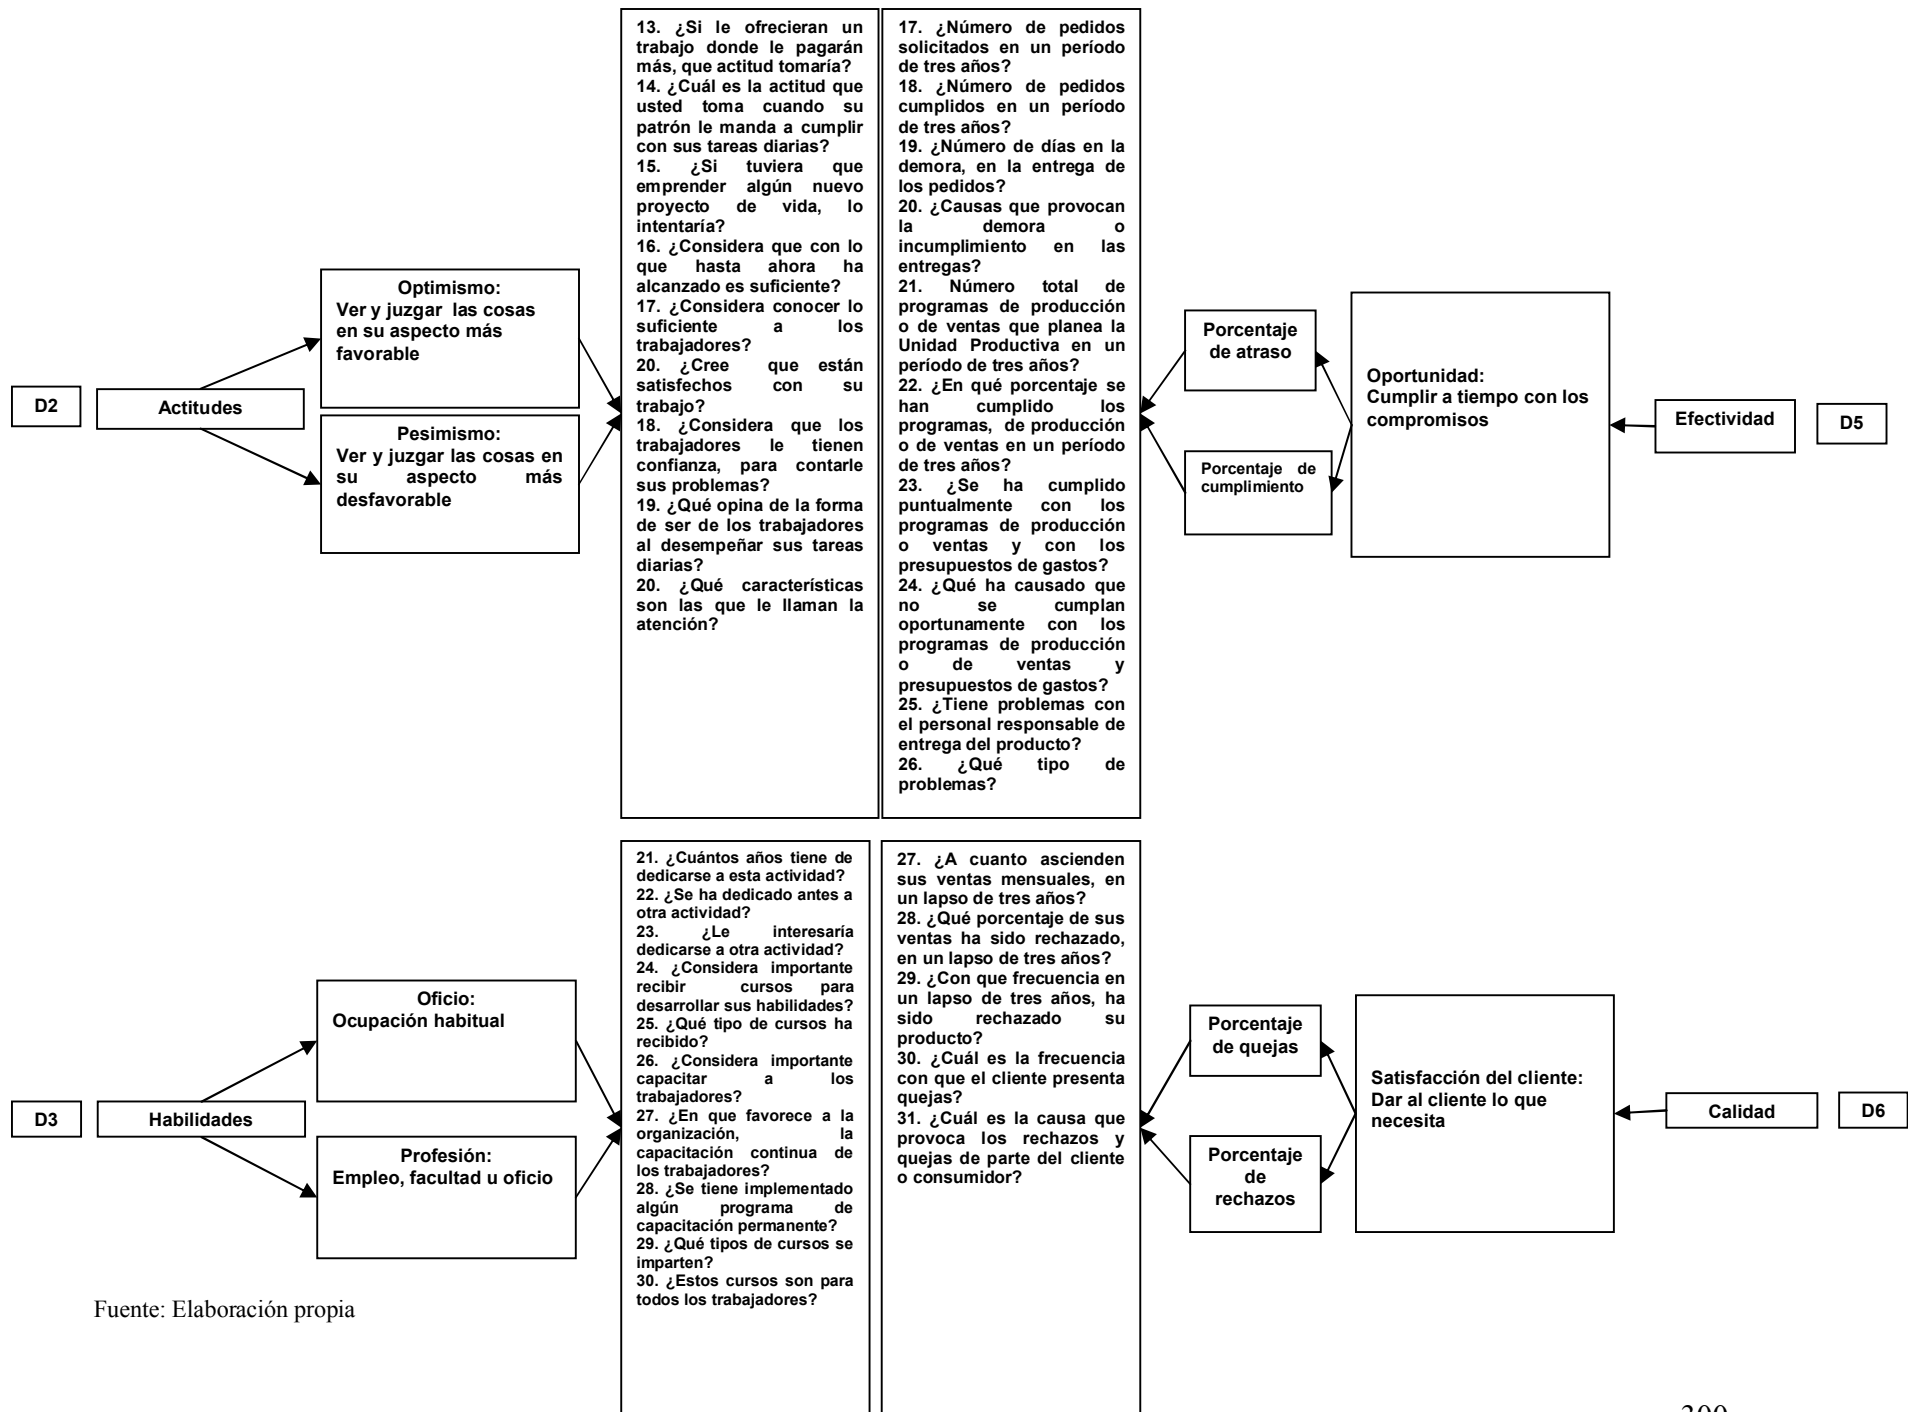 D2
Actitudes
Optimismo:
Ver y juzgar las cosas
en su aspecto más
favorable
Pesimismo:
Ver y juzgar las cosas en
su aspecto más
desfavorable
13. ¿Si le ofrecieran un
trabajo donde le pagarán
más, que actitud tomaría?
14. ¿Cuál es la actitud que
usted toma cuando su
patrón le manda a cumplir
con sus tareas diarias?
15. ¿Si tuviera que
emprender algún nuevo
proyecto de vida, lo
intentaría?
16. ¿Considera que con lo
que hasta ahora ha
alcanzado es suficiente?
17. ¿Considera conocer lo
suficiente a los
trabajadores?
20. ¿Cree que están
satisfechos con su
trabajo?
18. ¿Considera que los
trabajadores le tienen
confianza, para contarle
sus problemas?
19. ¿Qué opina de la forma
de ser de los trabajadores
al desempeñar sus tareas
diarias?
20. ¿Qué características
son las que le llaman la
atención?
17. ¿Número de pedidos
solicitados en un período
de tres años?
18. ¿Número de pedidos
cumplidos en un período
de tres años?
19. ¿Número de días en la
demora, en la entrega de
los pedidos?
20. ¿Causas que provocan
la demora o
incumplimiento en las
entregas?
21. Número total de
programas de producción
o de ventas que planea la
Unidad Productiva en un
período de tres años?
22. ¿En qué porcentaje se
han cumplido los
programas, de producción
o de ventas en un período
de tres años?
23. ¿Se ha cumplido
puntualmente con los
programas de producción
o ventas y con los
presupuestos de gastos?
24. ¿Qué ha causado que
no se cumplan
oportunamente con los
programas de producción
o de ventas y
presupuestos de gastos?
25. ¿Tiene problemas con
el personal responsable de
entrega del producto?
26. ¿Qué tipo de
problemas?
Porcentaje
de atraso
Porcentaje de
cumplimiento
Oportunidad:
Cumplir a tiempo con los
compromisos
Efectividad
D5
D3
Habilidades
Oficio:
Ocupación habitual
Profesión:
Empleo, facultad u oficio
21. ¿Cuántos años tiene de
dedicarse a esta actividad?
22. ¿Se ha dedicado antes a
otra actividad?
23. ¿Le interesaría
dedicarse a otra actividad?
24. ¿Considera importante
recibir cursos para
desarrollar sus habilidades?
25. ¿Qué tipo de cursos ha
recibido?
26. ¿Considera importante
capacitar a los
trabajadores?
27. ¿En que favorece a la
organización, la
capacitación continua de
los trabajadores?
28. ¿Se tiene implementado
algún programa de
capacitación permanente?
29. ¿Qué tipos de cursos se
imparten?
30. ¿Estos cursos son para
todos los trabajadores?
27. ¿A cuanto ascienden
sus ventas mensuales, en
un lapso de tres años?
28. ¿Qué porcentaje de sus
ventas ha sido rechazado,
en un lapso de tres años?
29. ¿Con que frecuencia en
un lapso de tres años, ha
sido rechazado su
producto?
30. ¿Cuál es la frecuencia
con que el cliente presenta
quejas?
31. ¿Cuál es la causa que
provoca los rechazos y
quejas de parte del cliente
o consumidor?
Porcentaje
de quejas
Porcentaje
de
rechazos
Satisfacción del cliente:
Dar al cliente lo que
necesita
Calidad
D6
Fuente: Elaboración propia